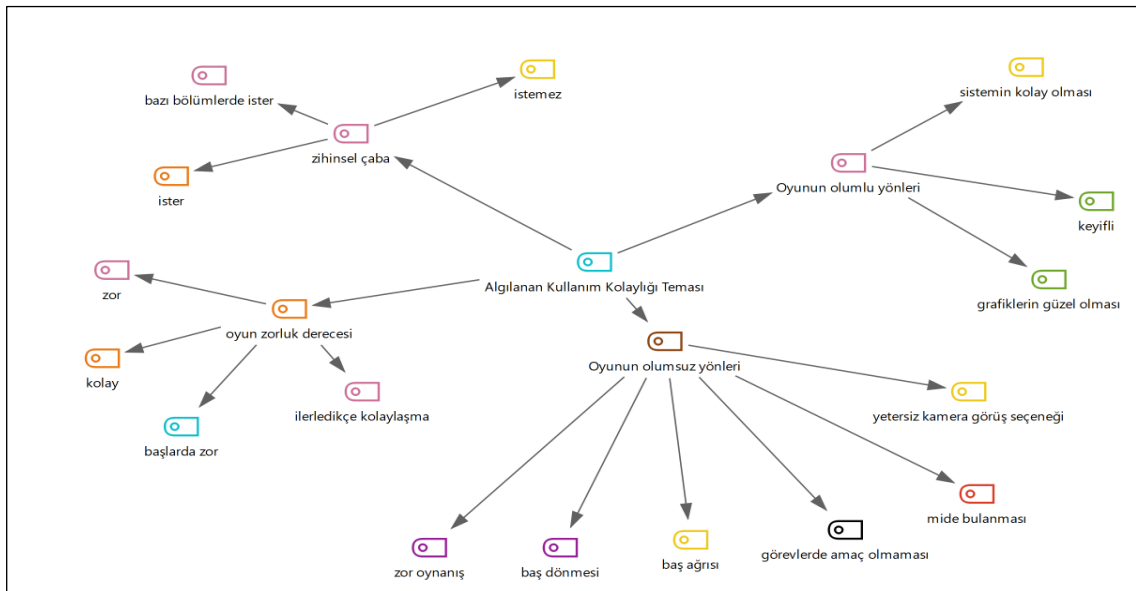 istemez
sistemin kolay olması
bazı bölümlerde ister
zihinsel çaba
Oyunun olumlu yönleri
ister
keyifli
zor
Algılanan Kullanım Kolaylığı Teması
grafiklerin güzel olması
oyun zorluk derecesi
Oyunun olumsuz yönleri
kolay
ilerledikçe kolaylaşma
yetersiz kamera görüş seçeneği
başlarda zor
mide bulanması
görevlerde amaç olmaması
baş ağrısı
zor oynanış
baş dönmesi